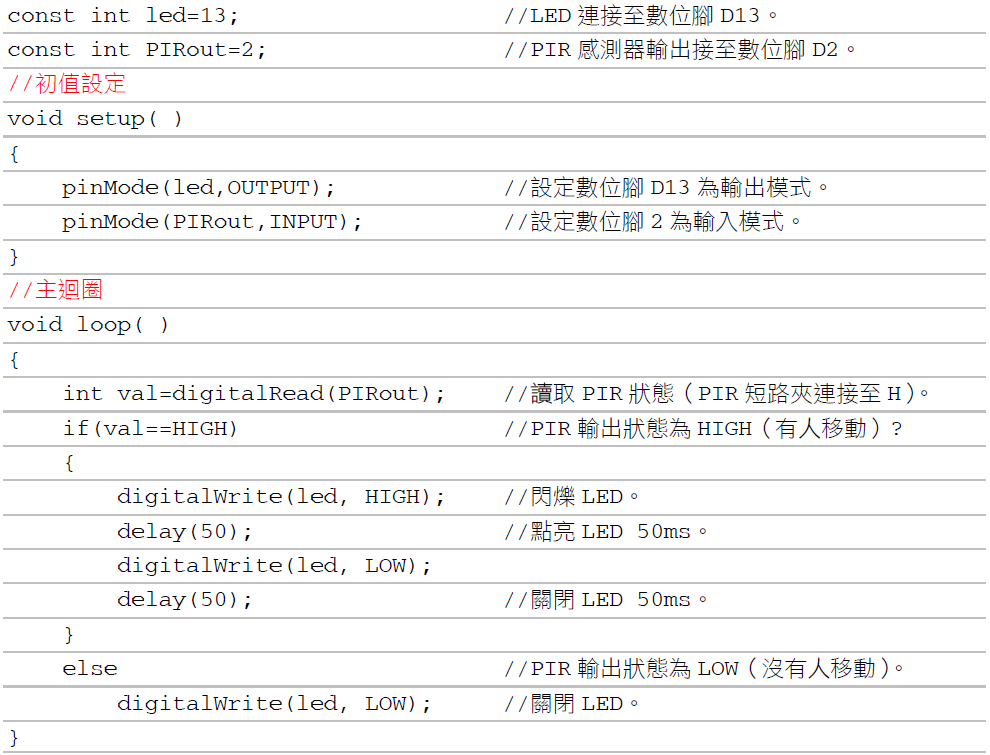 const int led=13; //LED 連接至數位腳 D13。
const int PIRout=2; //PIR 感測器輸出接至數位腳 D2。
//初值設定
void setup( )
{
pinMode(led,OUTPUT); //設定數位腳 D13 為輸出模式。
pinMode(PIRout,INPUT); //設定數位腳 2 為輸入模式。
}
//主迴圈
void loop( )
{
int val=digitalRead(PIRout); //讀取 PIR 狀態（PIR 短路夾連接至 H）。
if(val==HIGH) //PIR 輸出狀態為 HIGH（有人移動）?
{
digitalWrite(led, HIGH); //閃爍 LED。
delay(50); //點亮 LED 50ms。
digitalWrite(led, LOW);
delay(50); //關閉 LED 50ms。
}
else //PIR 輸出狀態為 LOW（沒有人移動）。
digitalWrite(led, LOW); //關閉 LED。
}